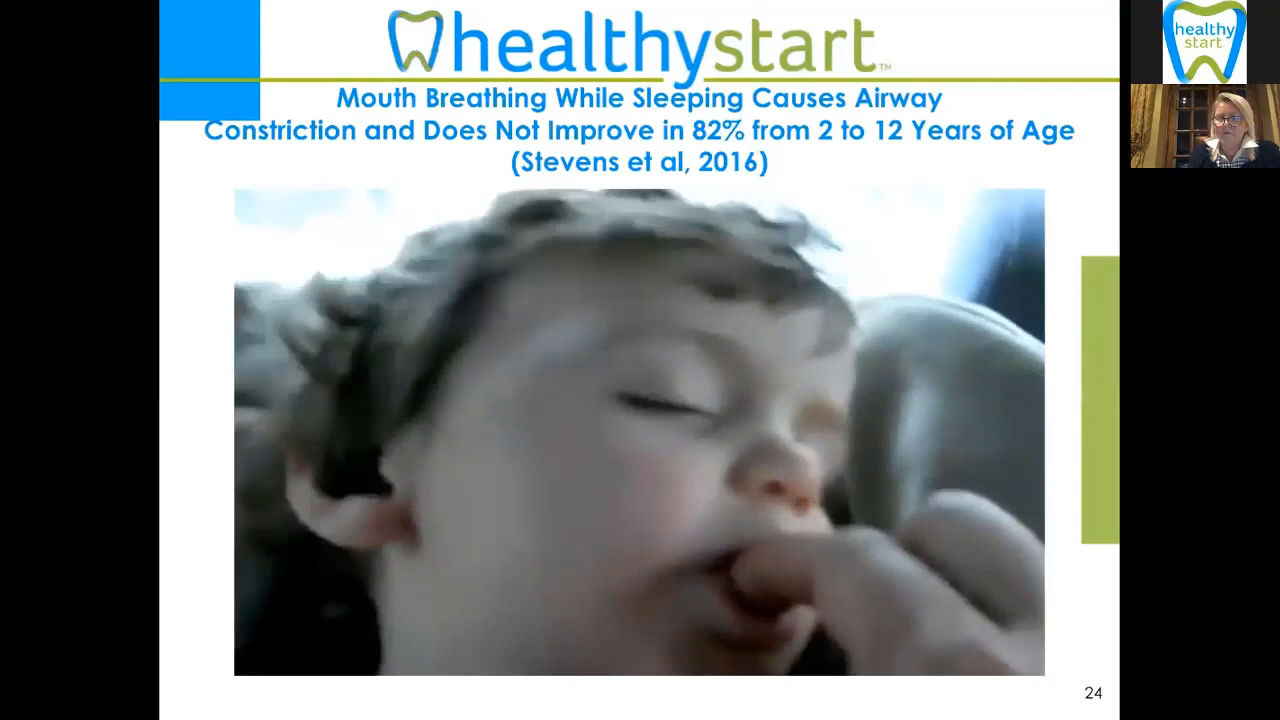 healthystart™
Mouth Breathing While Sleeping Causes Airway
Constriction and Does Not Improve in 82% from 2 to 12 Years of Age
(Stevens et al, 2016)
24
healthy
start